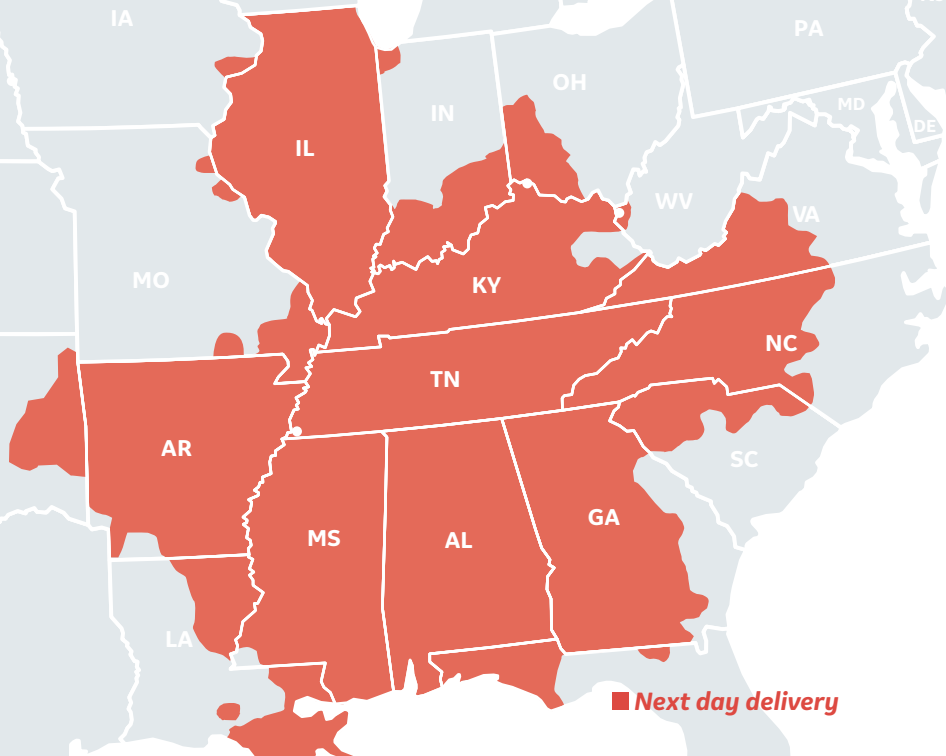 IA
PA
OH
MD
IN
DE
IL
WV
VA
MO
KY
NC
TN
AR
SC
GA
MS
AL
LA
Next day delivery